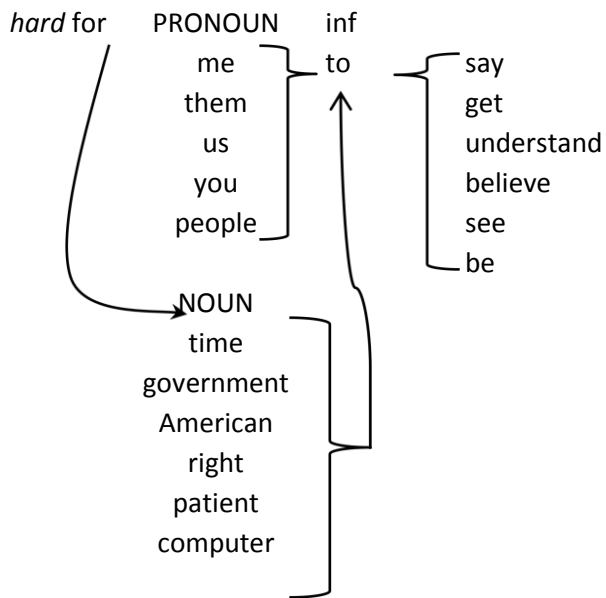 hard for PRONOUN inf
me to say
them get
us understand
you believe
people see
be
NOUN
time
government
American
right
patient
computer